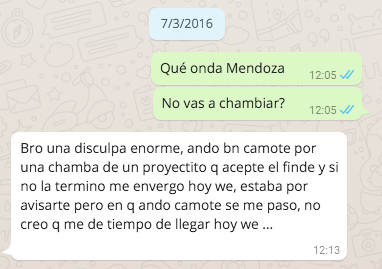 7/3/2016
Qué onda Mendoza
12:05
No vas a chambiar?
12:05
Bro una disculpa enorme, ando bn camote por
una chamba de un proyectito q acepte el finde y si
no la termino me envergo hoy we, estaba por
avisarte pero en q ando camote se me paso, no
creo q me de tiempo de llegar hoy we ...
12:13